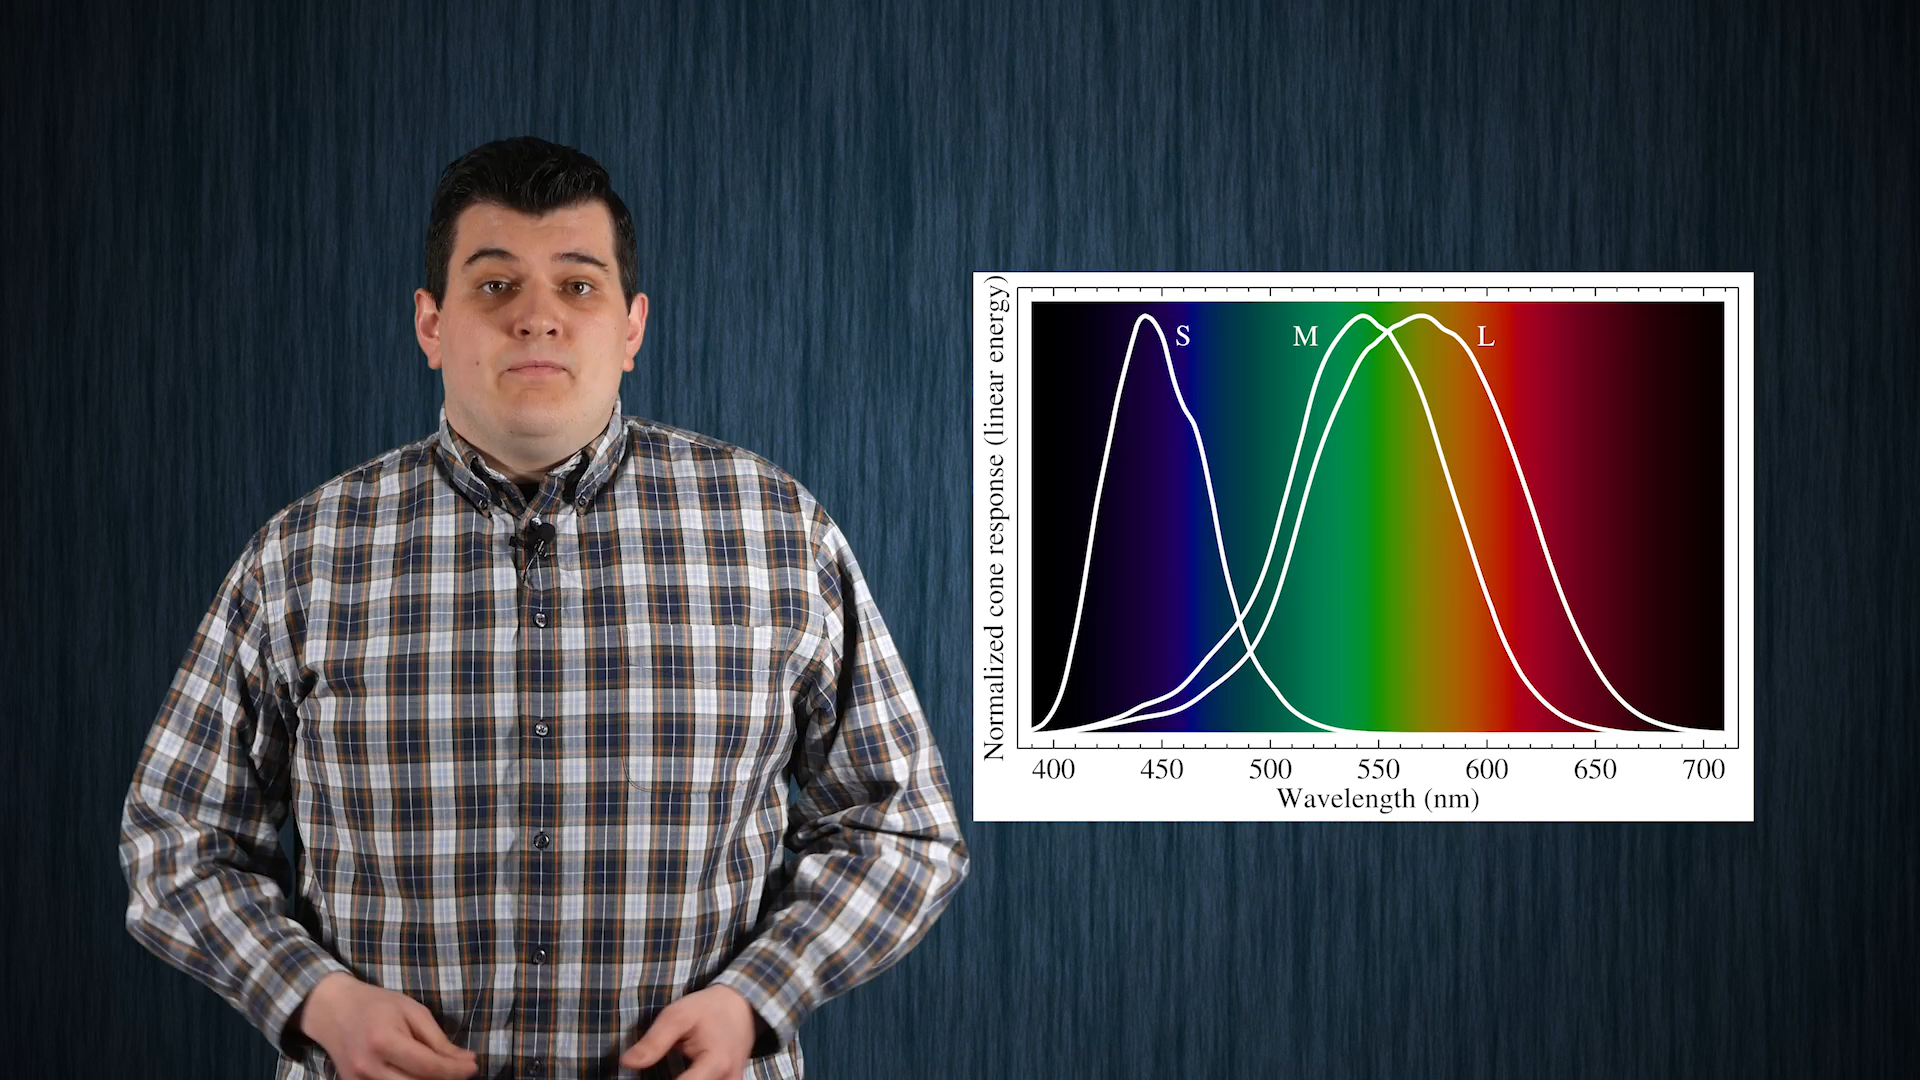 Normalized cone response (linear energy)
S
M
L
400 450 500 550 600 650 700
Wavelength (nm)